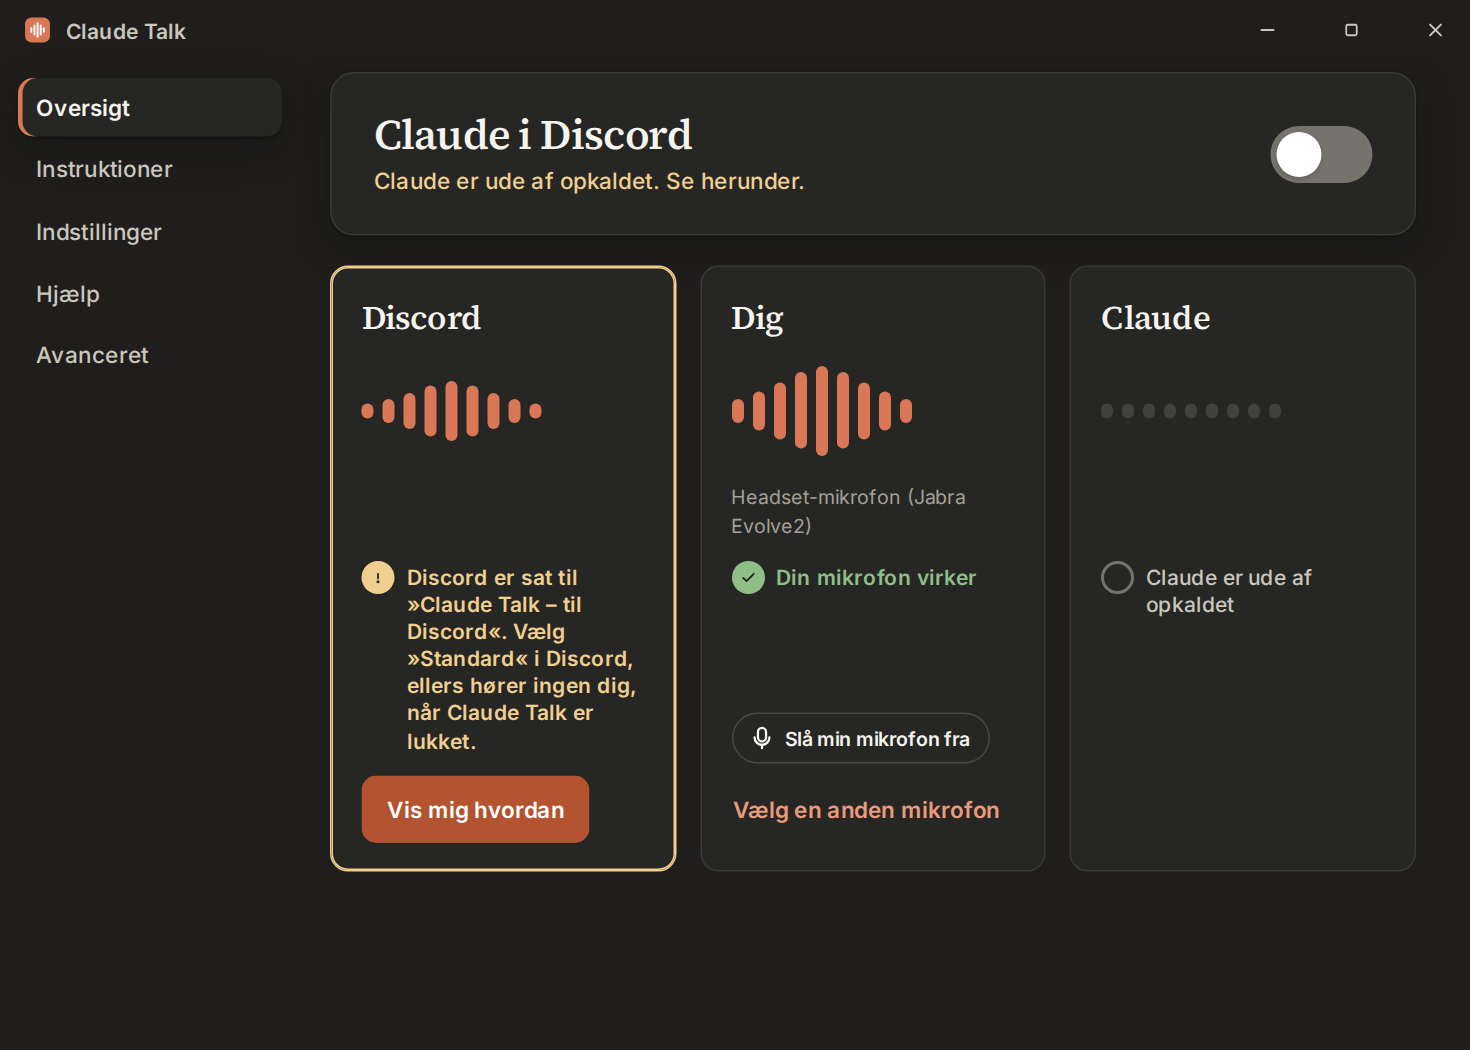 Claude Talk
Oversigt
Instruktioner
Indstillinger
Hjælp
Avanceret
Claude i Discord
Claude er ude af opkaldet. Se herunder.
Discord
Discord er sat til
»Claude Talk – til
Discord«. Vælg
»Standard« i Discord,
ellers hører ingen dig,
når Claude Talk er
lukket.
Vis mig hvordan
Dig
Headset-mikrofon (Jabra
Evolve2)
Din mikrofon virker
Slå min mikrofon fra
Vælg en anden mikrofon
Claude
Claude er ude af
opkaldet